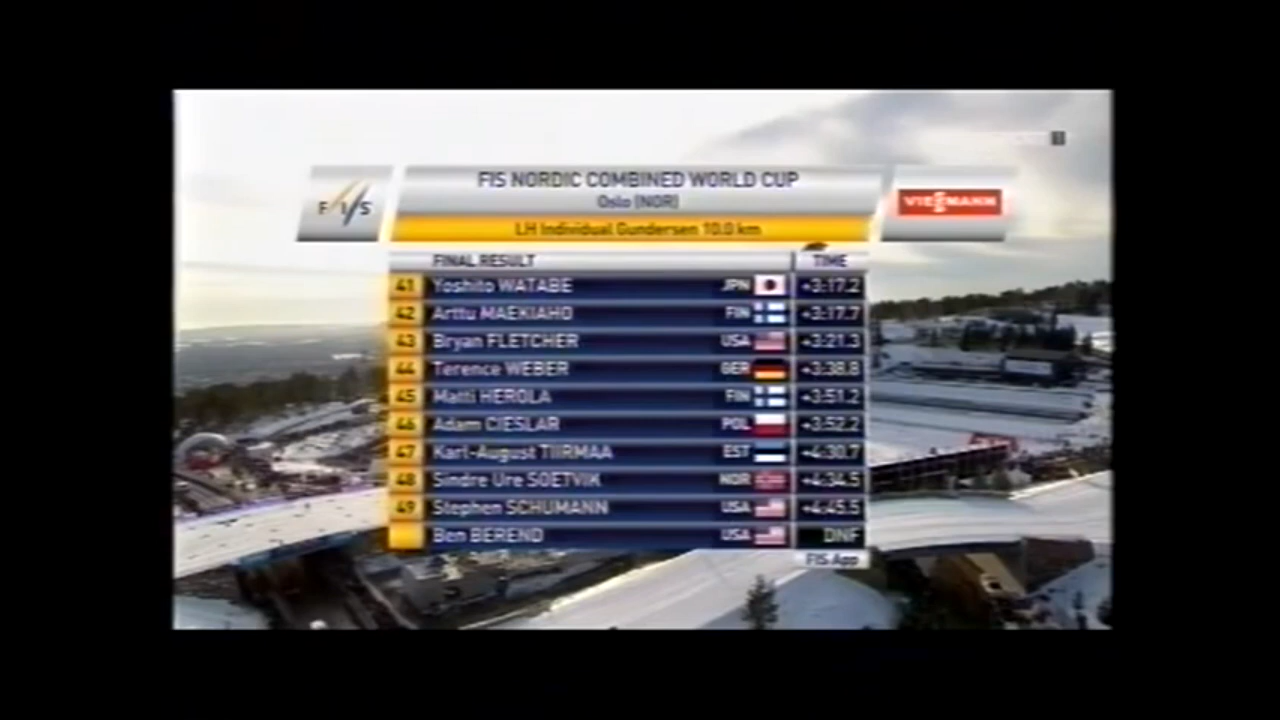 FIS
FIS NORDIC COMBINED WORLD CUP
Oslo (NOR)
LH Individual Gundersen 10.0 km
VIESMANN
FINAL RESULT TIME
41 Yoshito WATABE JPN +3:17.2
42 Arttu MAEKIAHO FIN +3:17.7
43 Bryan FLETCHER USA +3:21.3
44 Terence WEBER GER +3:38.8
45 Matti HEROLA FIN +3:51.2
46 Adam CIESLAR POL +3:52.2
47 Karl-August TIIRMAA EST +4:30.7
48 Sindre Ure SOETVIK NOR +4:34.5
49 Stephen SCHUMANN USA +4:45.5
Ben BEREND USA DNF
FIS App